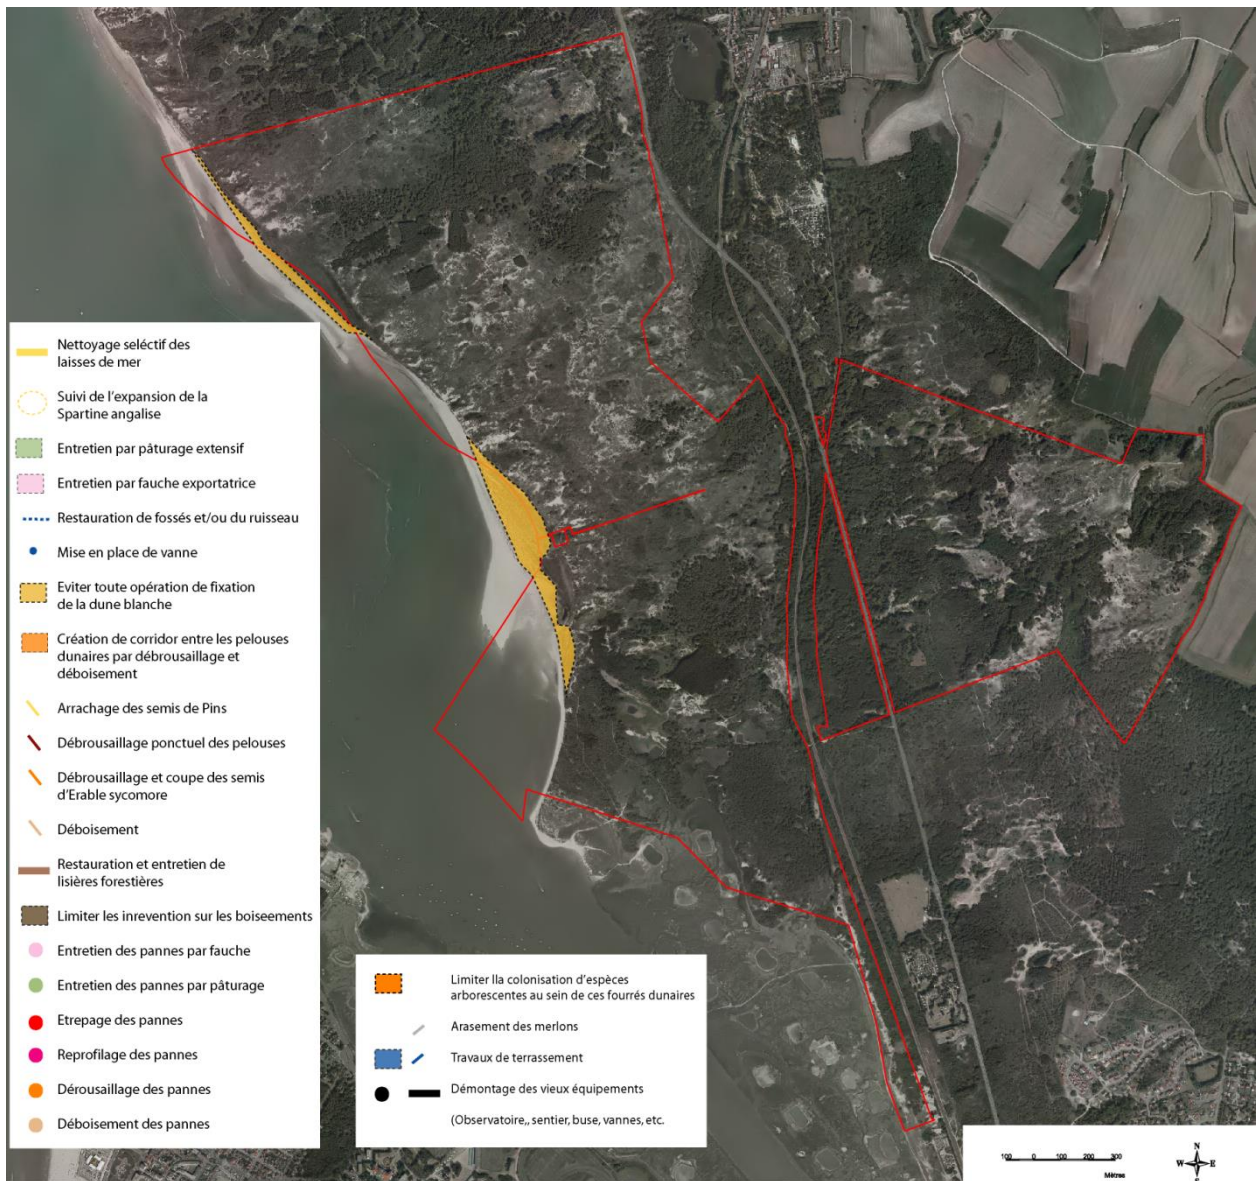 Nettoyage seléctif des
laisses de mer
Suivi de l'expansion de la
Spartine angalise
Entretien par pâturage extensif
Entretien par fauche exportatrice
Restauration de fossés et/ou du ruisseau
Mise en place de vanne
Eviter toute opération de fixation
de la dune blanche
Création de corridor entre les pelouses
dunaires par débrousaillage et
déboisement
Arrachage des semis de Pins
Débrousaillage ponctuel des pelouses
Débrousaillage et coupe des semis
d'Erable sycomore
Déboisement
Restauration et entretien de
lisières forestières
Limiter les inrevention sur les boiseements
Entretien des pannes par fauche
Entretien des pannes par pâturage
Etrepage des pannes
Reprofilage des pannes
Dérousaillage des pannes
Déboisement des pannes
Limiter lla colonisation d'espèces
arborescentes au sein de ces fourrés dunaires
Arasement des merlons
Travaux de terrassement
Démontage des vieux équipements
(Observatoire,, sentier, buse, vannes, etc.
100 0 100 200 300
Mètres
N
W E
S